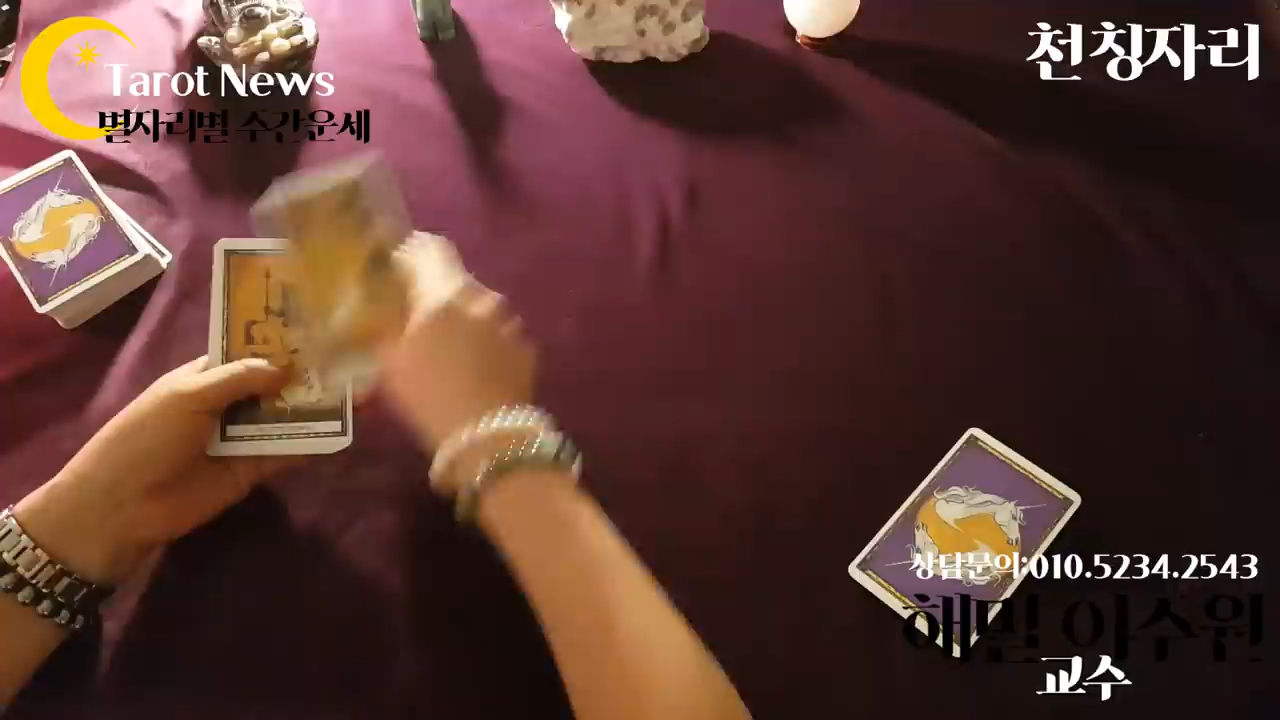 천칭자리
Tarot News
별자리별 주간운세
상담문의:010.5234.2543
해밀 이수원
교수